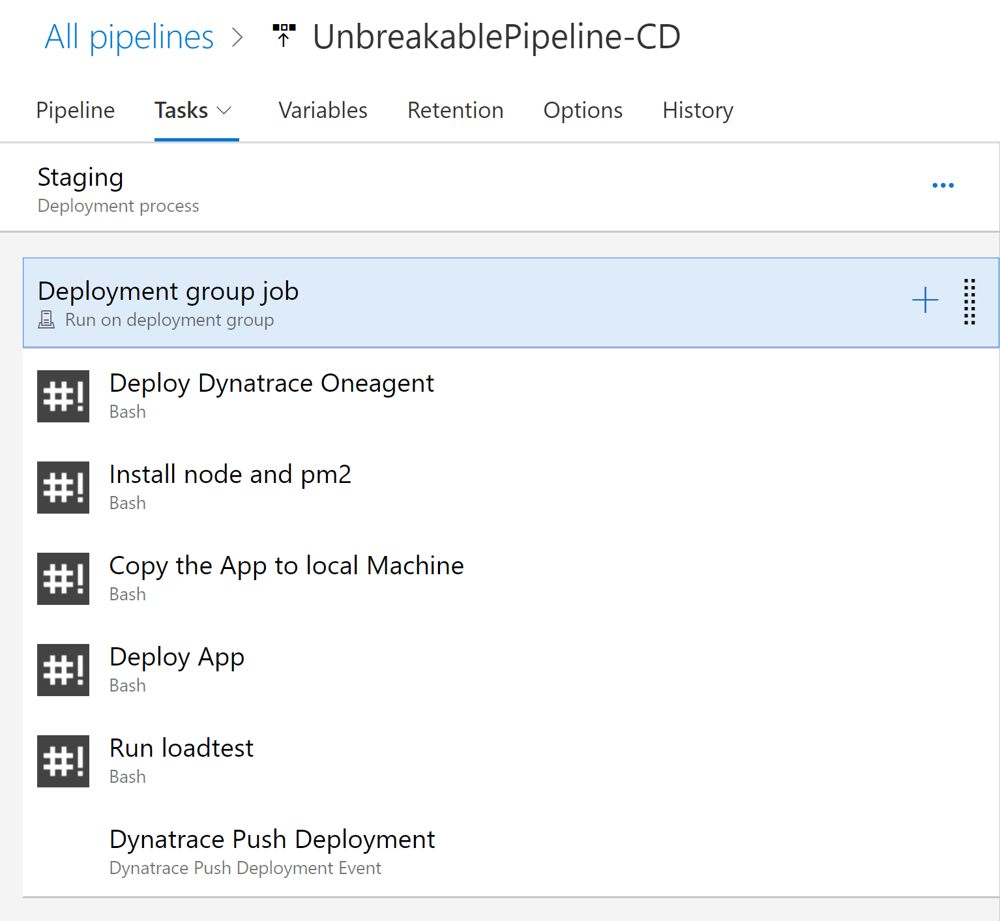 All pipelines > UnbreakablePipeline-CD
Pipeline Tasks Variables Retention Options History
Staging
Deployment process
Deployment group job
Run on deployment group
#! Deploy Dynatrace Oneagent
Bash
#! Install node and pm2
Bash
#! Copy the App to local Machine
Bash
#! Deploy App
Bash
#! Run loadtest
Bash
Dynatrace Push Deployment
Dynatrace Push Deployment Event